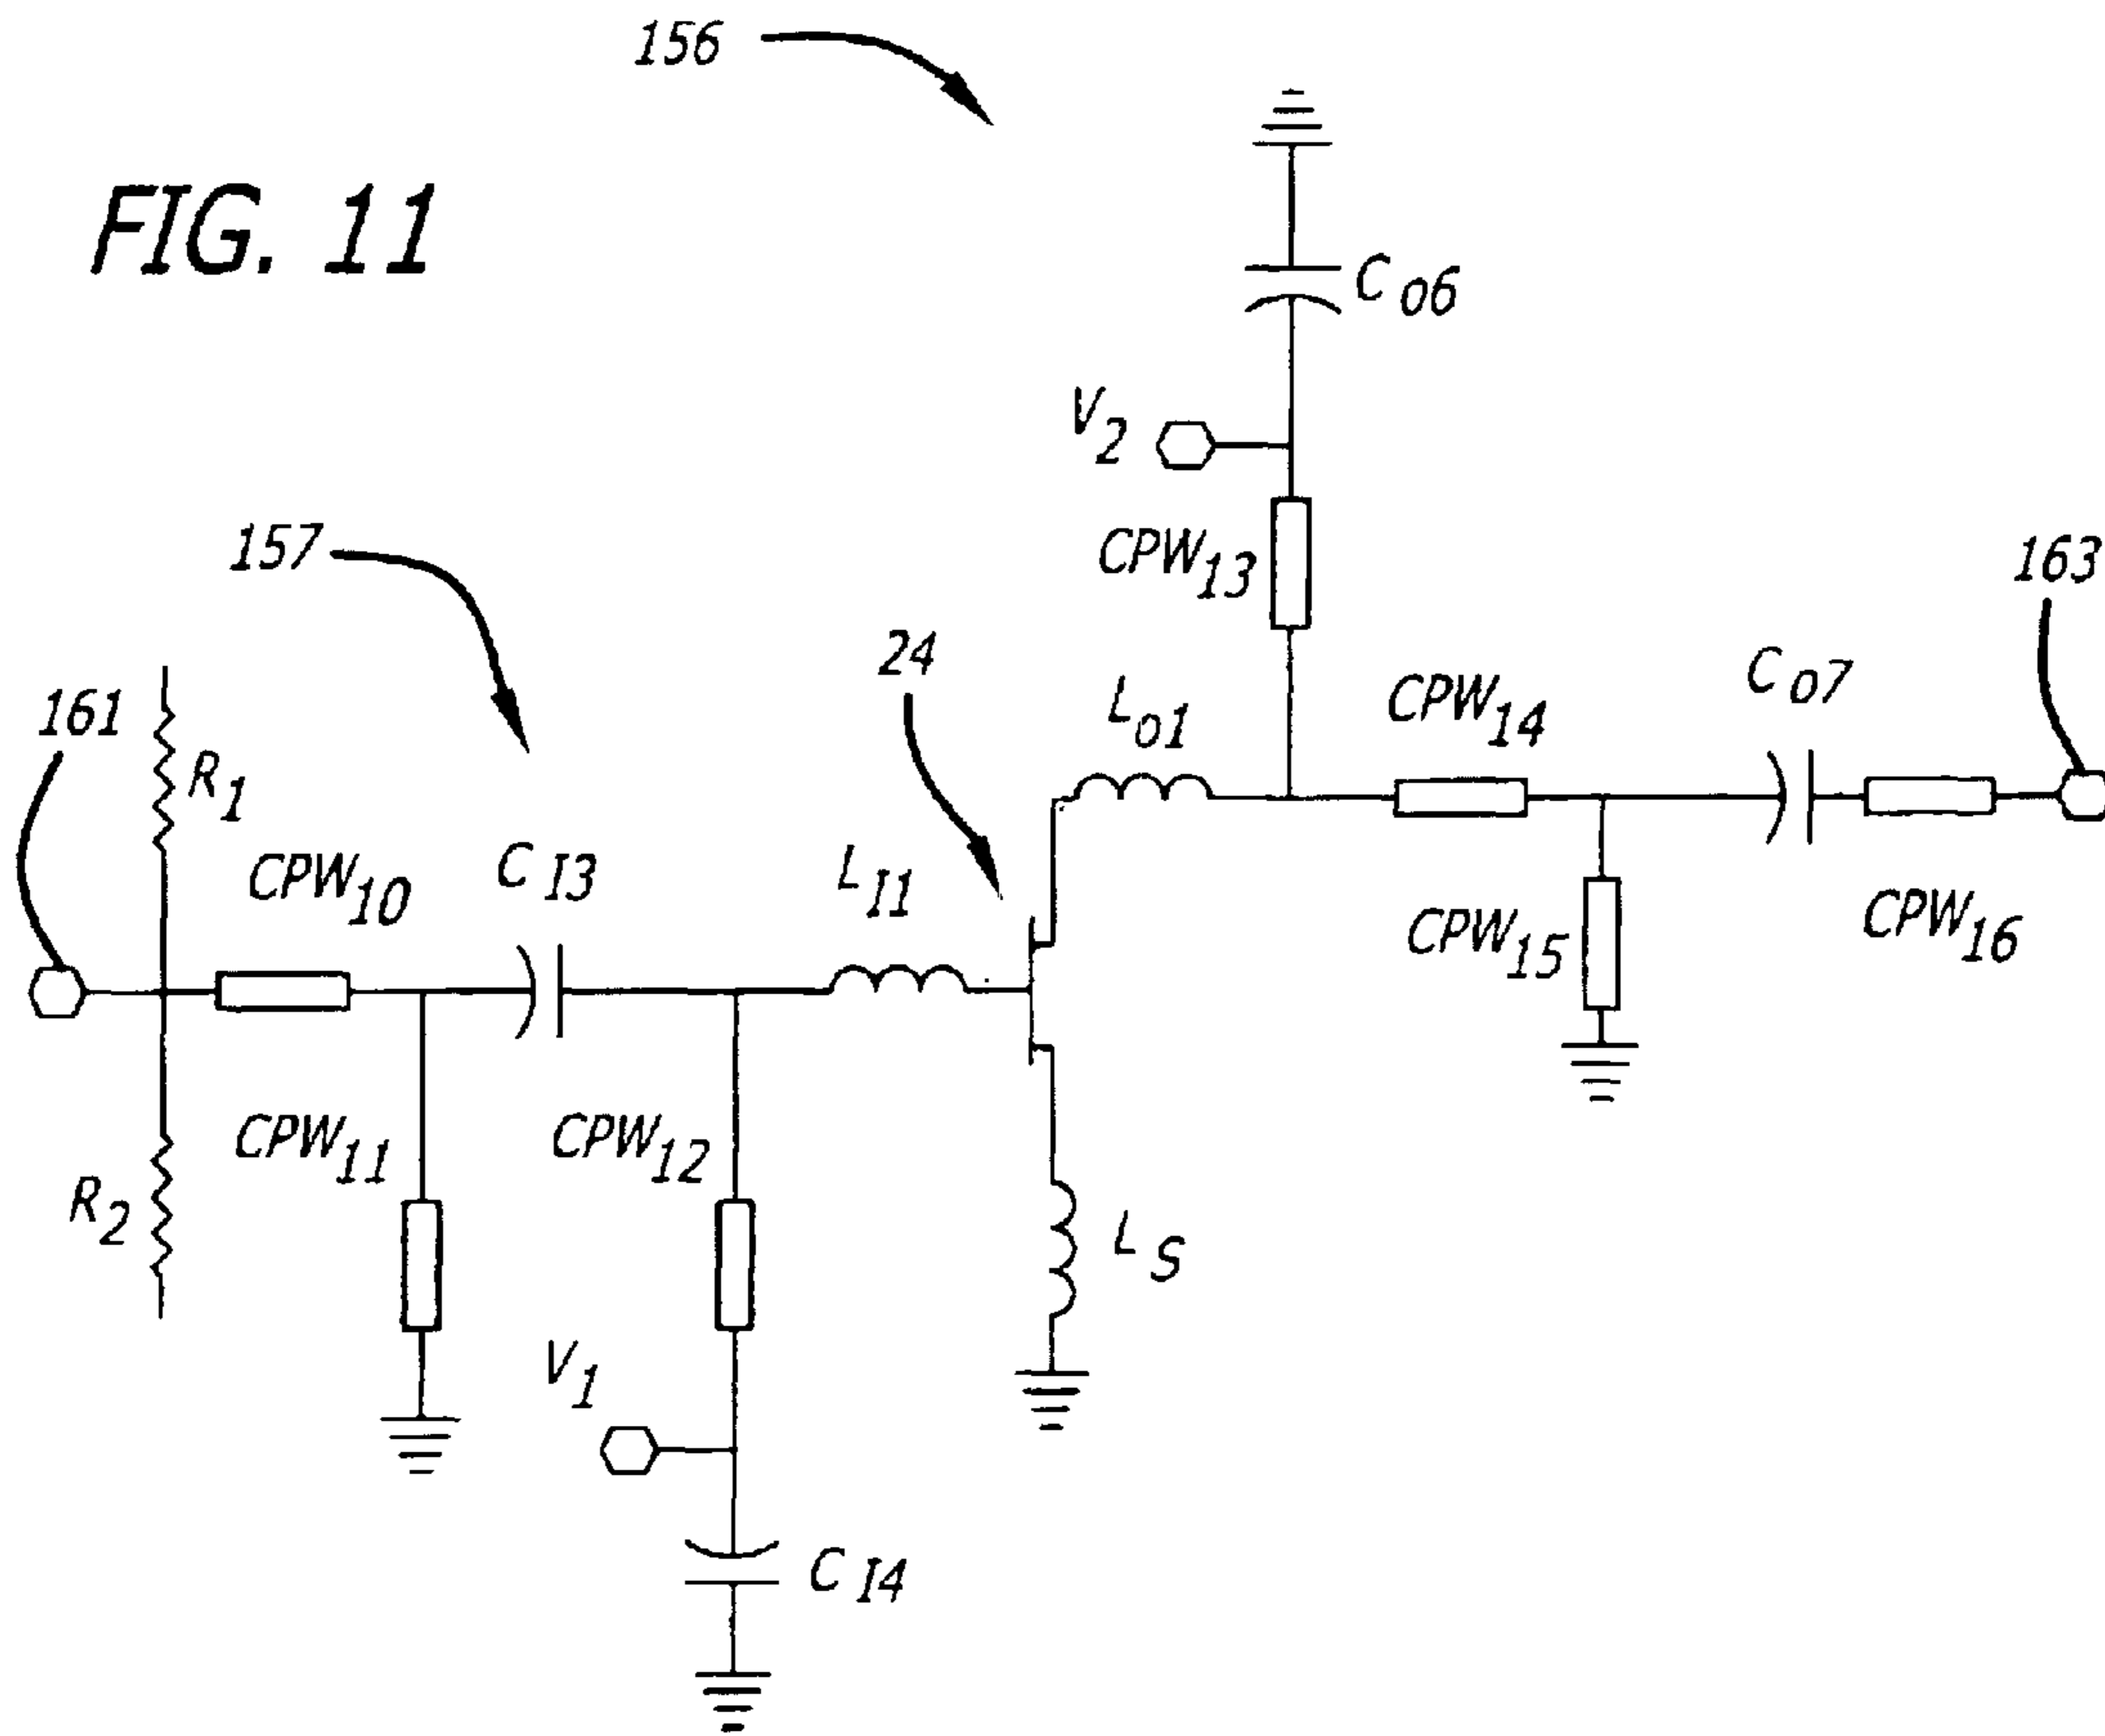 156
FIG. 11
C o6
V2
CPW13
157
163
24
Lo1
CPW14
C o7
161
R1
CPW10
C I3
L I1
CPW15
CPW16
CPW11
CPW12
R2
L S
V1
C I4